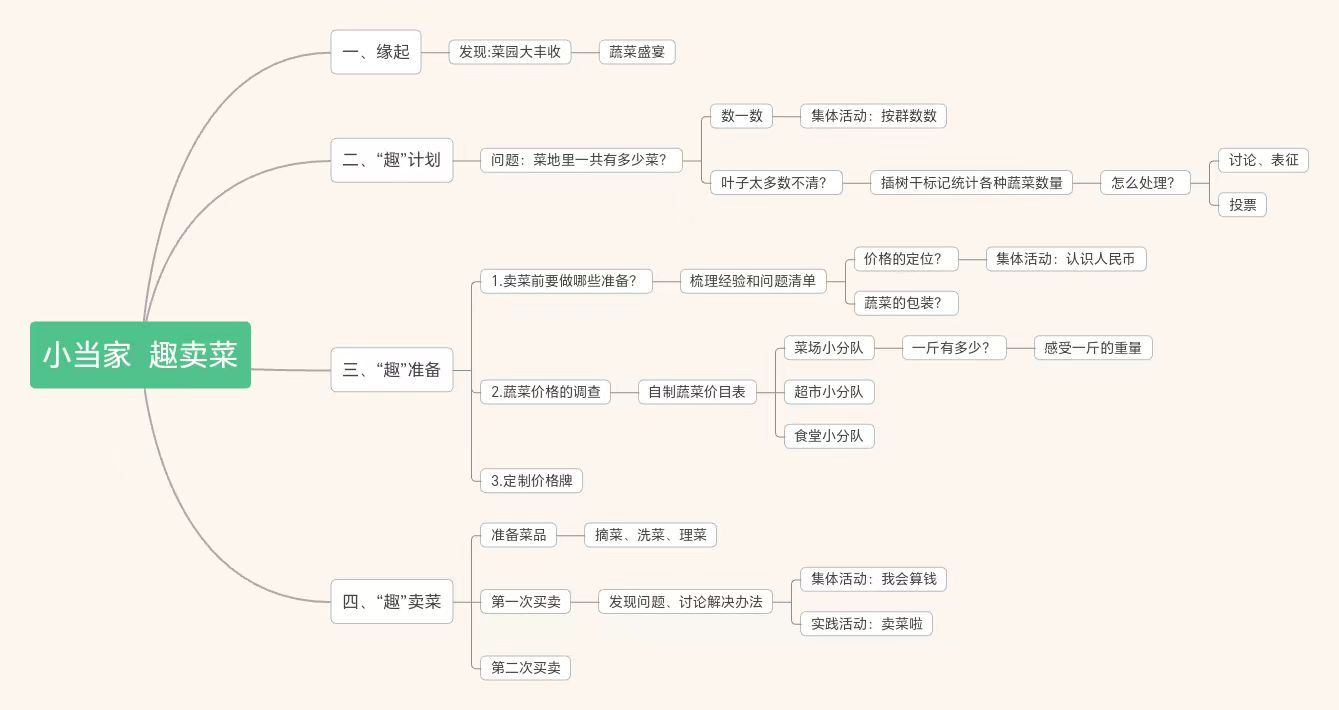 小当家 趣卖菜
一、缘起
发现:菜园大丰收
蔬菜盛宴
二、“趣”计划
问题：菜地里一共有多少菜？
数一数
集体活动：按群数数
叶子太多数不清？
插树干标记统计各种蔬菜数量
怎么处理？
讨论、表征
投票
三、“趣”准备
1.卖菜前要做哪些准备？
梳理经验和问题清单
价格的定位？
集体活动：认识人民币
蔬菜的包装？
2.蔬菜价格的调查
自制蔬菜价目表
菜场小分队
一斤有多少？
感受一斤的重量
超市小分队
食堂小分队
3.定制价格牌
四、“趣”卖菜
准备菜品
摘菜、洗菜、理菜
第一次买卖
发现问题、讨论解决办法
集体活动：我会算钱
实践活动：卖菜啦
第二次买卖